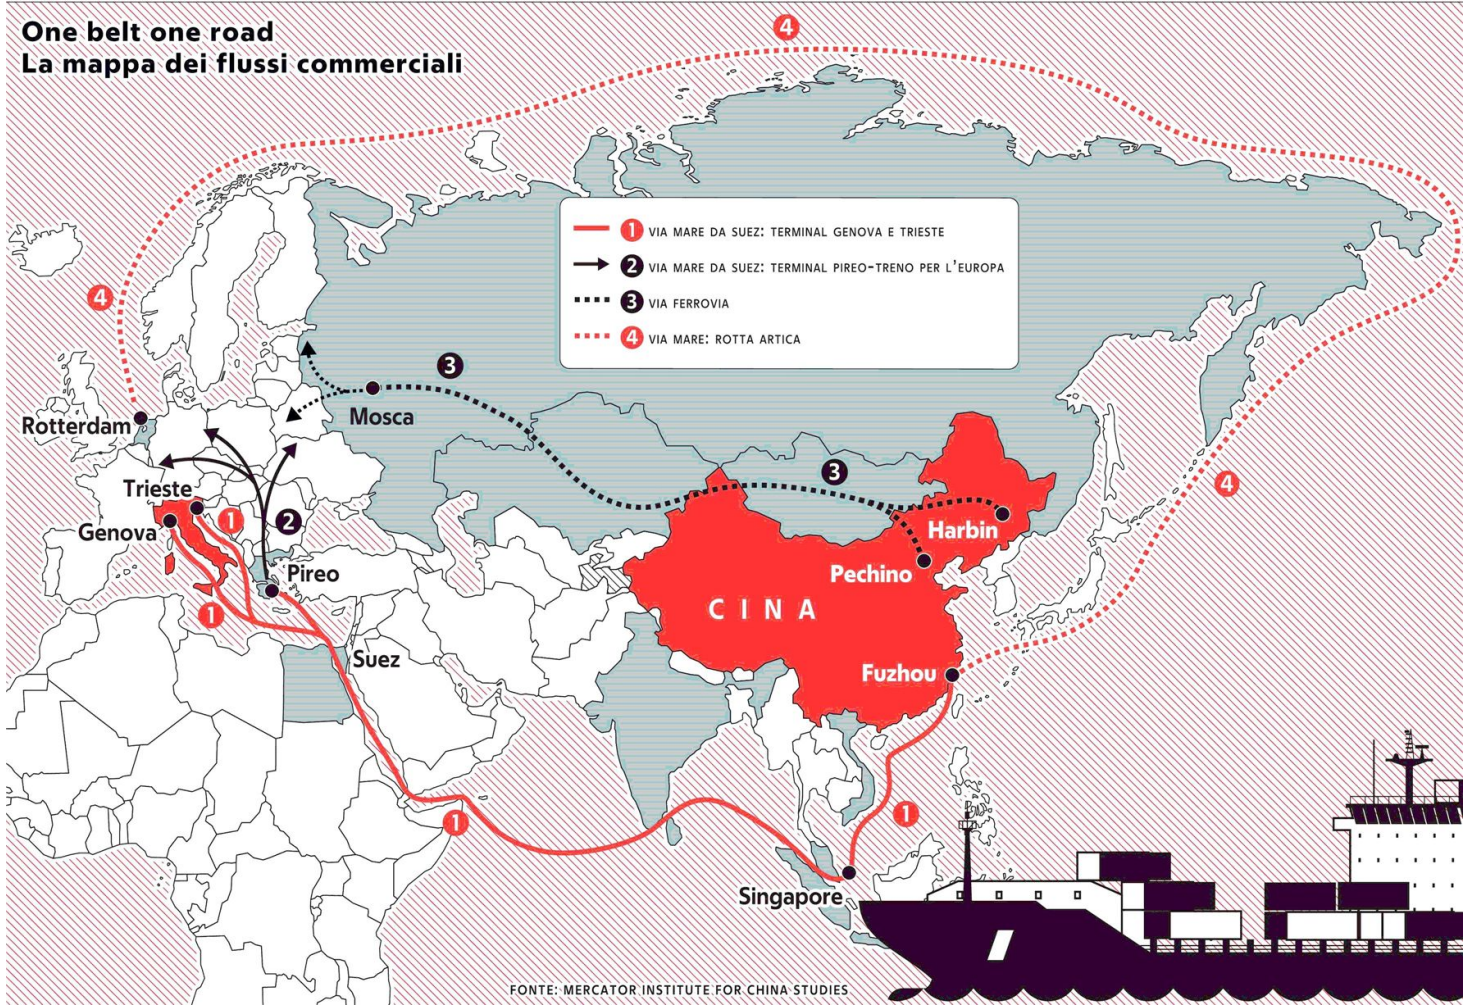 One belt one road
La mappa dei flussi commerciali
4
1 VIA MARE DA SUEZ: TERMINAL GENOVA E TRIESTE
2 VIA MARE DA SUEZ: TERMINAL PIREO-TRENO PER L'EUROPA
3 VIA FERROVIA
4 VIA MARE: ROTTA ARTICA
4
3
Mosca
Rotterdam
3
4
Trieste
Genova
1
2
Harbin
Pireo
Pechino
1
CINA
Suez
Fuzhou
1
1
Singapore
FONTE: MERCATOR INSTITUTE FOR CHINA STUDIES